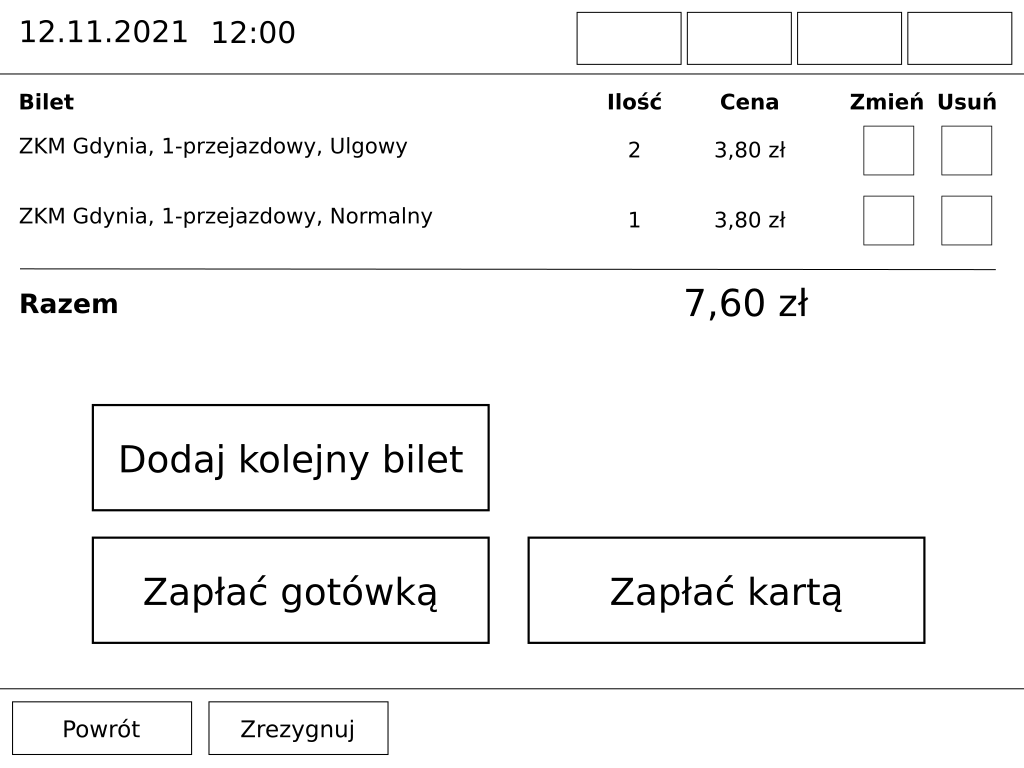 12.11.2021 12:00
Bilet Ilość Cena Zmień Usuń
ZKM Gdynia, 1-przejazdowy, Ulgowy 2 3,80 zł
ZKM Gdynia, 1-przejazdowy, Normalny 1 3,80 zł
Razem 7,60 zł
Dodaj kolejny bilet
Zapłać gotówką Zapłać kartą
Powrót Zrezygnuj